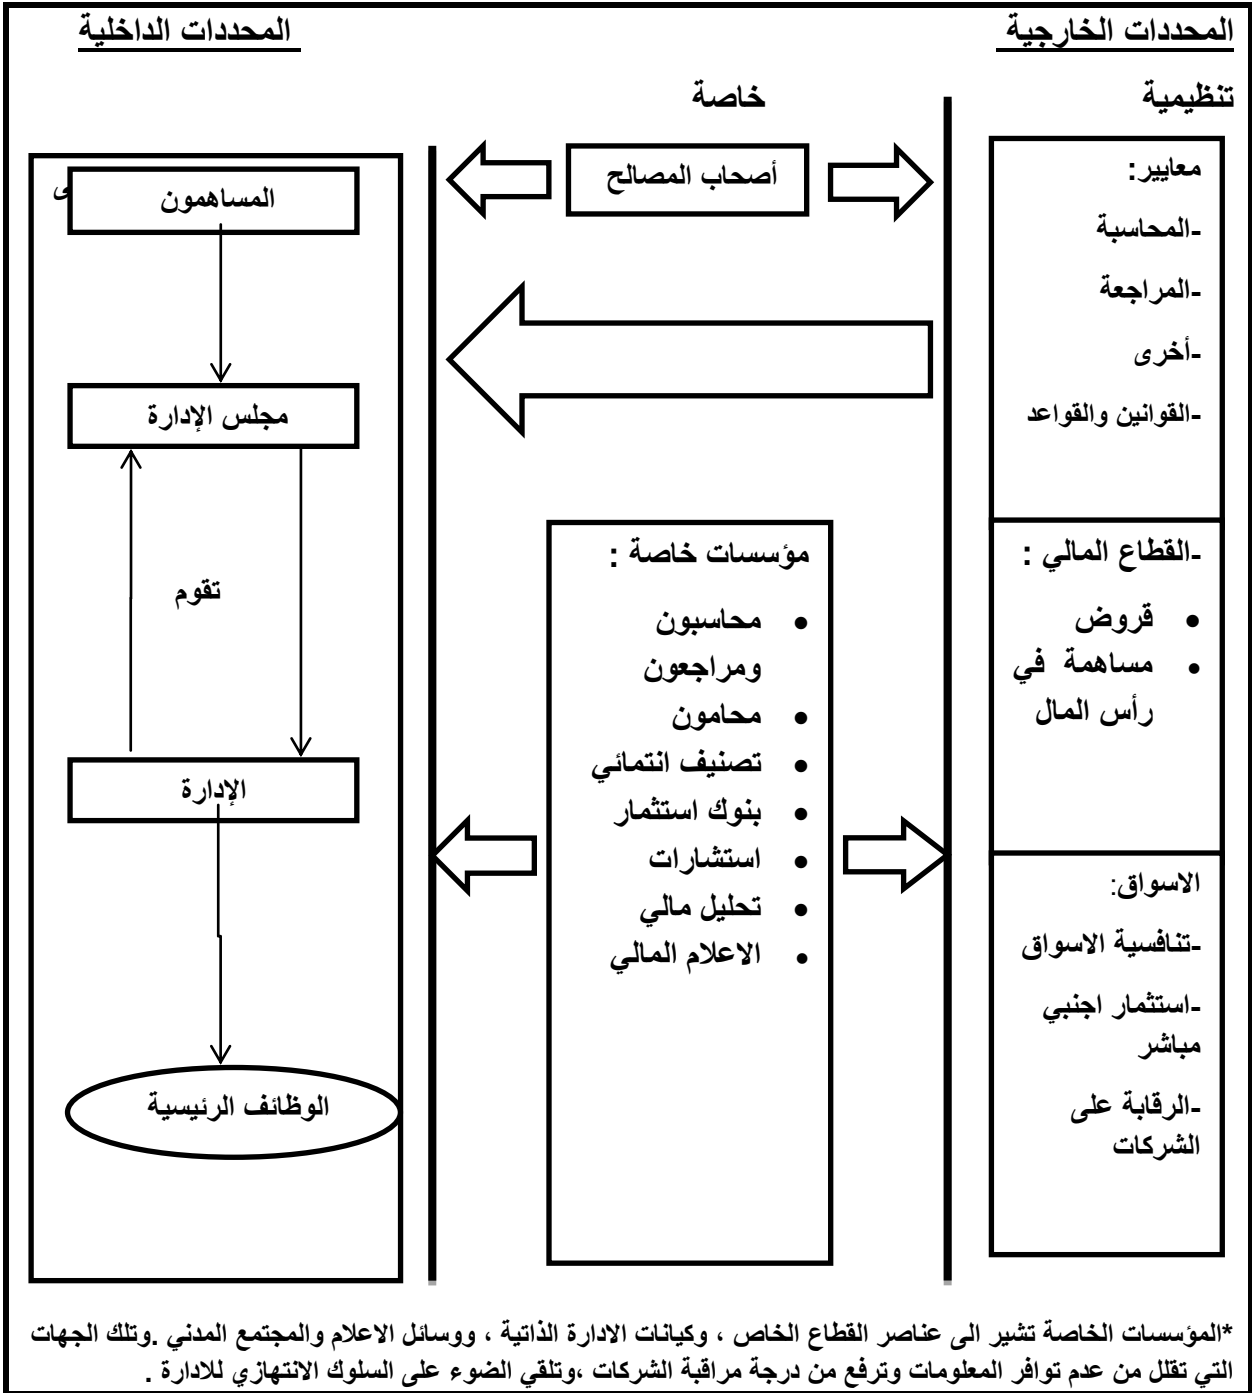 المحددات الخارجية
المحددات الداخلية
تنظيمية
خاصة
معايير:
-المحاسبة
-المراجعة
-أخرى
-القوانين والقواعد
-القطاع المالي :
• قروض
• مساهمة في
رأس المال
الاسواق:
-تنافسية الاسواق
-استثمار اجنبي
مباشر
-الرقابة على
الشركات
أصحاب المصالح
مؤسسات خاصة :
• محاسبون
ومراجعون
• محامون
• تصنيف انتمائي
• بنوك استثمار
• استشارات
• تحليل مالي
• الاعلام المالي
المساهمون
مجلس الإدارة
تقوم
الإدارة
الوظائف الرئيسية
*المؤسسات الخاصة تشير الى عناصر القطاع الخاص ، وكيانات الادارة الذاتية ، ووسائل الاعلام والمجتمع المدني .وتلك الجهات
التي تقلل من عدم توافر المعلومات وترفع من درجة مراقبة الشركات ،وتلقي الضوء على السلوك الانتهازي للادارة .